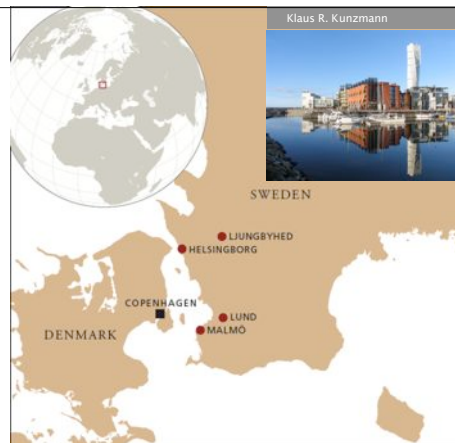 Klaus R. Kunzmann
SWEDEN
LJUNGBYHED
HELSINGBORG
COPENHAGEN
LUND
DENMARK
MALMÖ